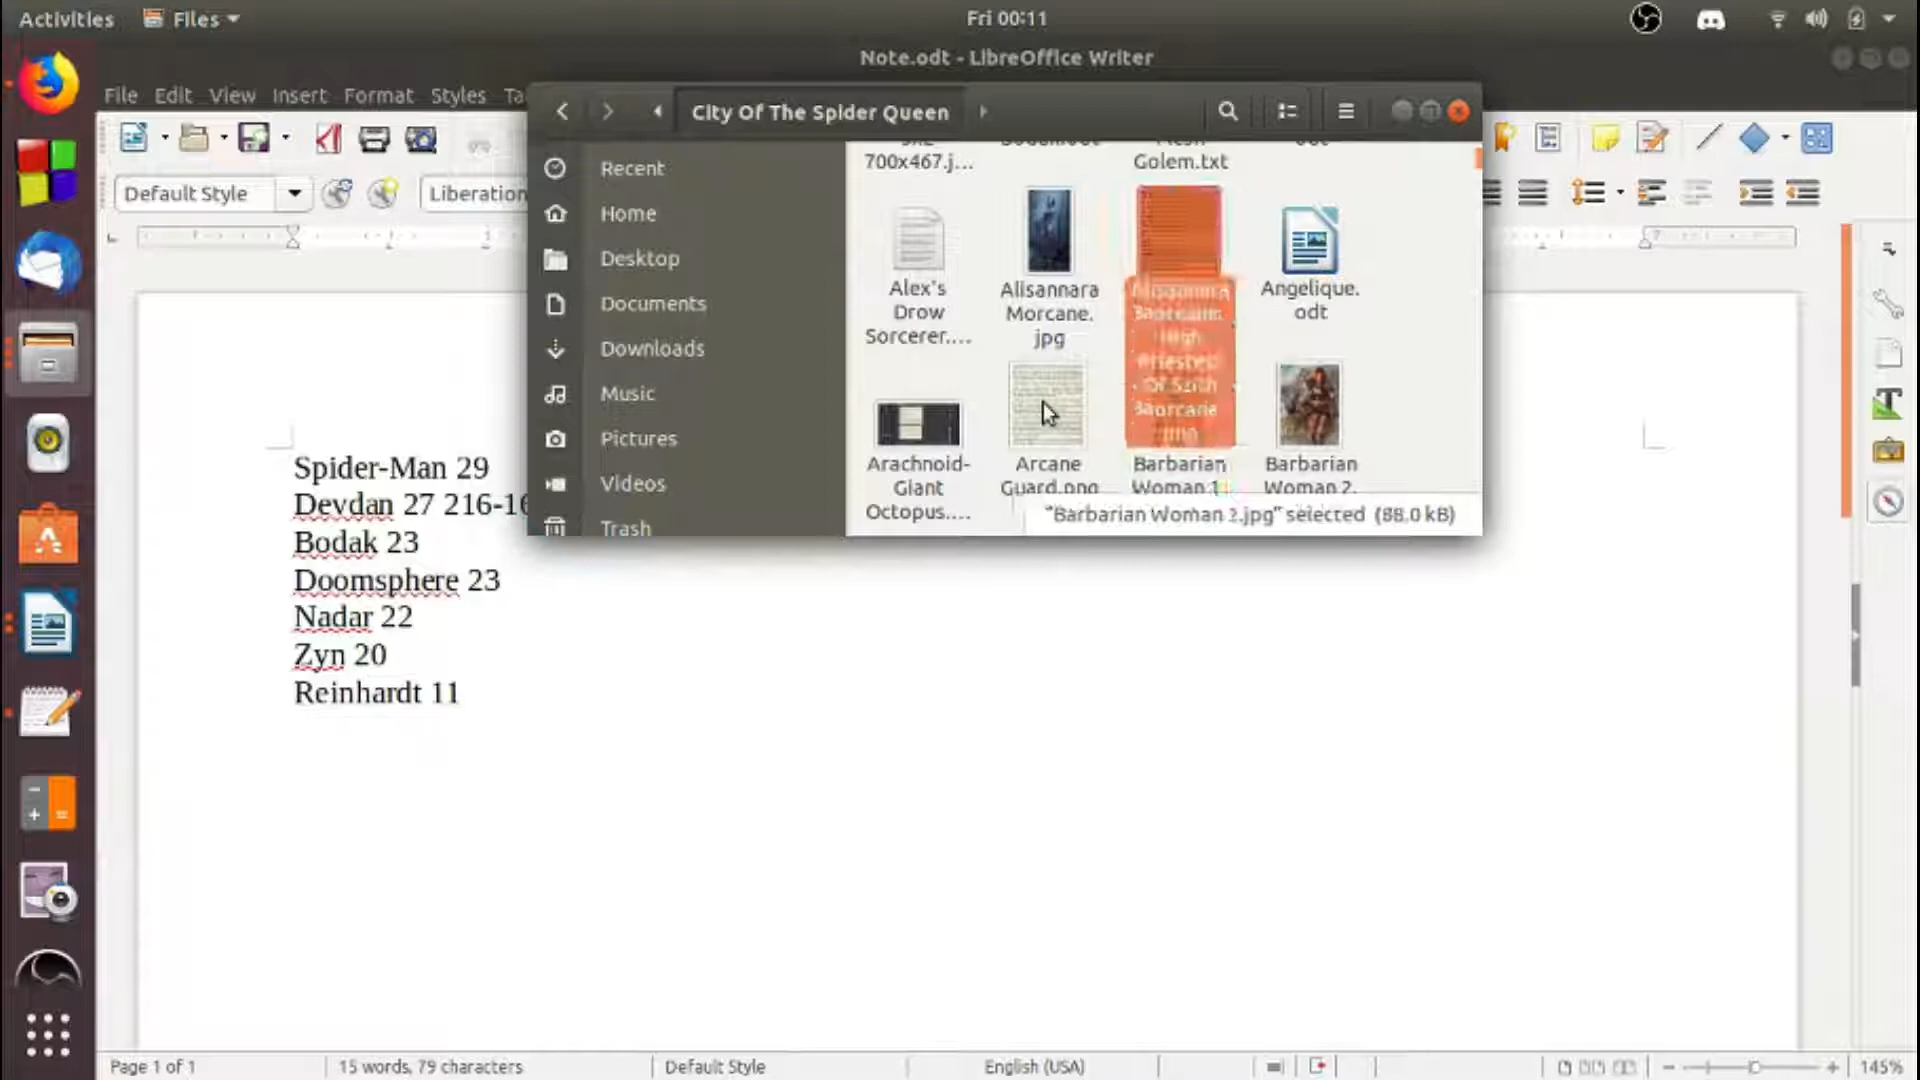 Activities Files Fri 00:11
Note.odt - LibreOffice Writer
File Edit View Insert Format Styles
City Of The Spider Queen
Default Style
Recent
Home
Desktop
Documents
Downloads
Music
Pictures
Videos
Trash
700x467.j...
Golem.txt
Alex's
Drow
Sorcerer....
Alisannara
Morcane.
jpg
Angelique.
odt
Arachnoid-
Giant
Octopus....
Arcane
Guard.png
Barbarian
Woman 1.
Barbarian
Woman 2.
"Barbarian Woman 2.jpg" selected (88.0 kB)
Spider-Man 29
Devdan 27 216-16
Bodak 23
Doomsphere 23
Nadar 22
Zyn 20
Reinhardt 11
Page 1 of 1 15 words, 79 characters Default Style English (USA) 145%